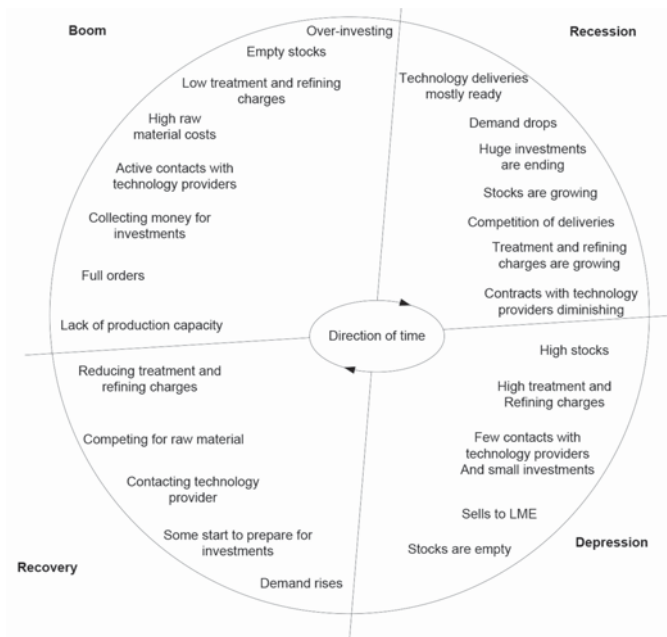 Boom
Over-investing
Empty stocks
Low treatment and refining
charges
High raw
material costs
Active contacts with
technology providers
Collecting money for
investments
Full orders
Lack of production capacity
Recession
Technology deliveries
mostly ready
Demand drops
Huge investments
are ending
Stocks are growing
Competition of deliveries
Treatment and refining
charges are growing
Contracts with technology
providers diminishing
Direction of time
Reducing treatment and
refining charges
Competing for raw material
Contacting technology
provider
Some start to prepare for
investments
Demand rises
Recovery
High stocks
High treatment and
Refining charges
Few contacts with
technology providers
And small investments
Sells to LME
Stocks are empty
Depression